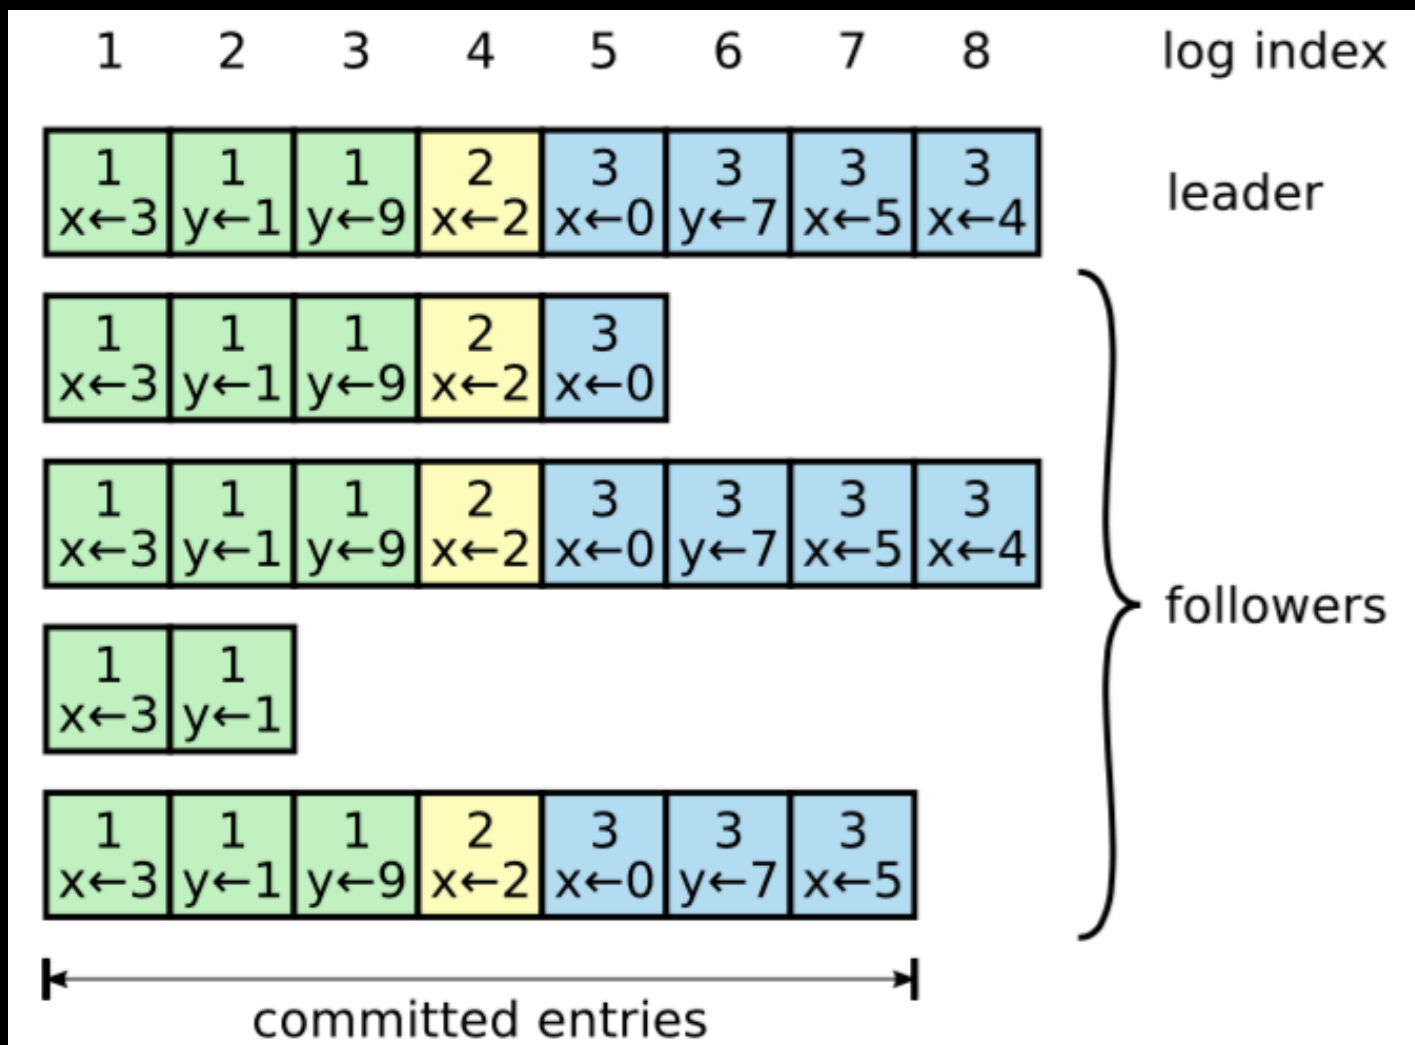 1 2 3 4 5 6 7 8 log index
1 1 1 2 3 3 3 3
x←3 y←1 y←9 x←2 x←0 y←7 x←5 x←4
leader
1 1 1 2 3
x←3 y←1 y←9 x←2 x←0
1 1 1 2 3 3 3 3
x←3 y←1 y←9 x←2 x←0 y←7 x←5 x←4
followers
1 1
x←3 y←1
1 1 1 2 3 3 3
x←3 y←1 y←9 x←2 x←0 y←7 x←5
committed entries